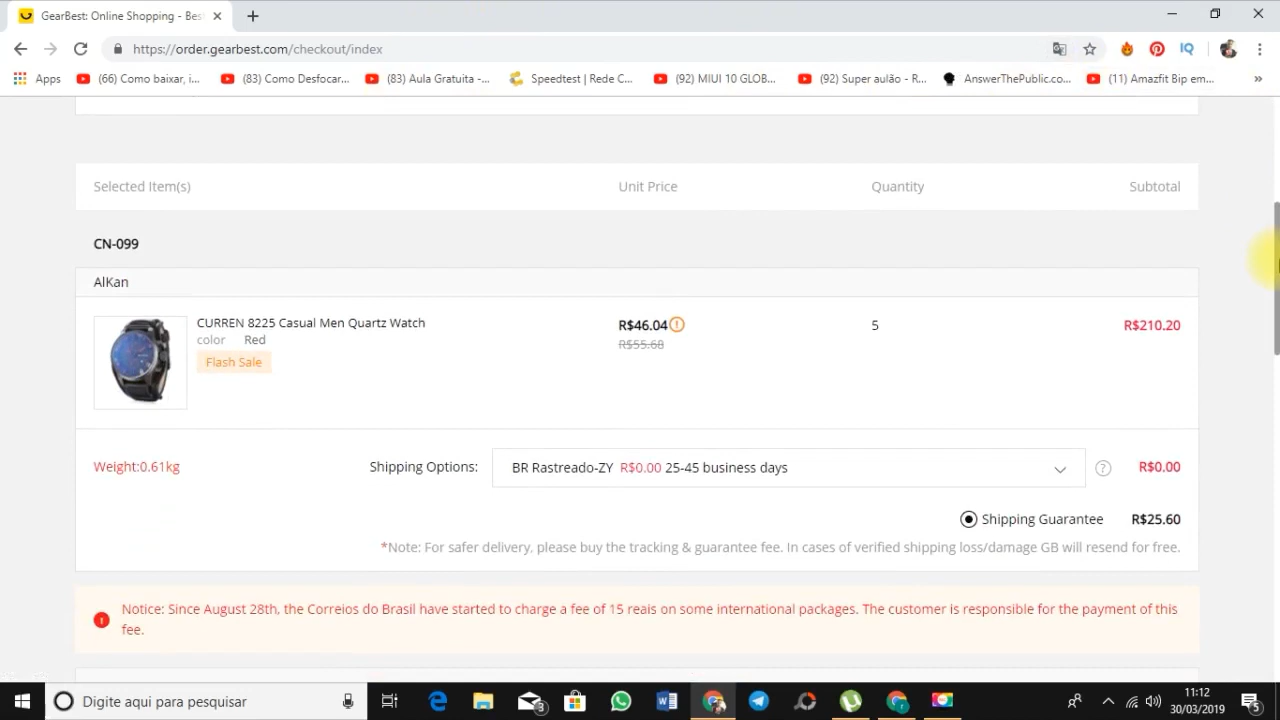 GearBest: Online Shopping - Bes
https://order.gearbest.com/checkout/index
Apps
(66) Como baixar, i...
(83) Como Desfocar...
(83) Aula Gratuita -...
Speedtest | Rede C...
(92) MIUI 10 GLOB...
(92) Super aulão - R...
AnswerThePublic.co...
(11) Amazfit Bip em...
Selected Item(s) Unit Price Quantity Subtotal
CN-099
AlKan
CURREN 8225 Casual Men Quartz Watch R$46.04 5 R$210.20
color Red R$55.68
Flash Sale
Weight:0.61kg Shipping Options: BR Rastreado-ZY R$0.00 25-45 business days ? R$0.00
Shipping Guarantee R$25.60
*Note: For safer delivery, please buy the tracking & guarantee fee. In cases of verified shipping loss/damage GB will resend for free.
Notice: Since August 28th, the Correios do Brasil have started to charge a fee of 15 reais on some international packages. The customer is responsible for the payment of this
fee.
Digite aqui para pesquisar
3
11:12
30/03/2019
5